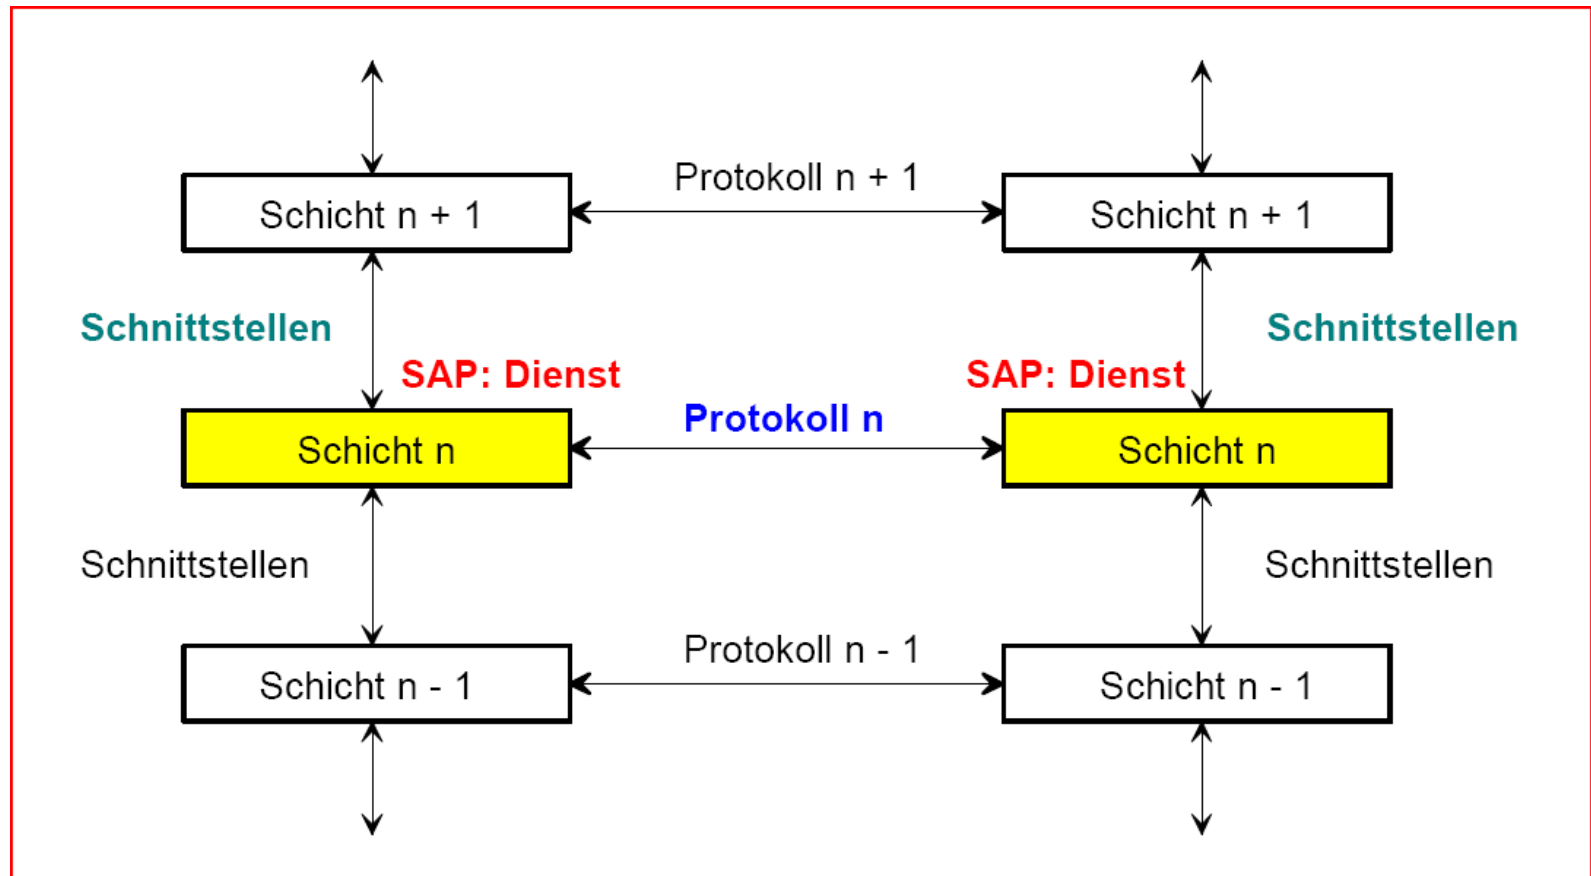 Protokoll n + 1
Schicht n + 1
Schicht n + 1
Schnittstellen
Schnittstellen
SAP: Dienst
SAP: Dienst
Protokoll n
Schicht n
Schicht n
Schnittstellen
Schnittstellen
Protokoll n - 1
Schicht n - 1
Schicht n - 1